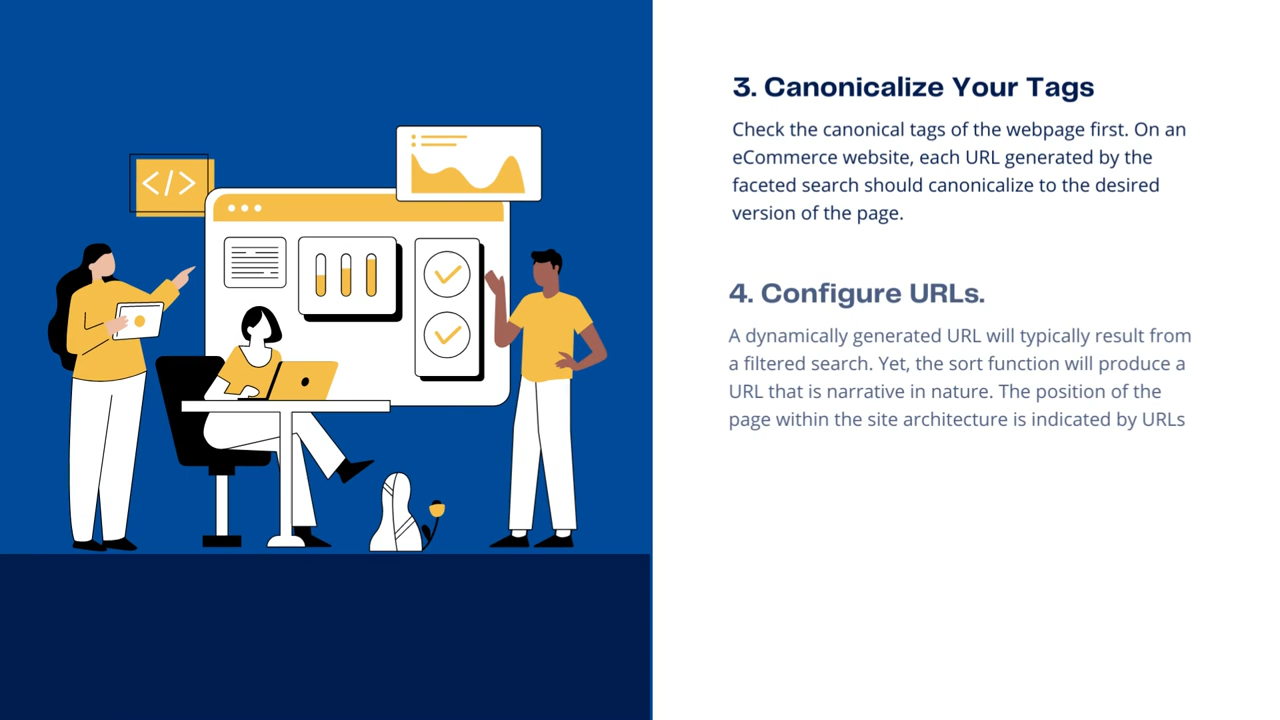 </>
3. Canonicalize Your Tags
Check the canonical tags of the webpage first. On an
eCommerce website, each URL generated by the
faceted search should canonicalize to the desired
version of the page.
4. Configure URLs.
A dynamically generated URL will typically result from
a filtered search. Yet, the sort function will produce a
URL that is narrative in nature. The position of the
page within the site architecture is indicated by URLs